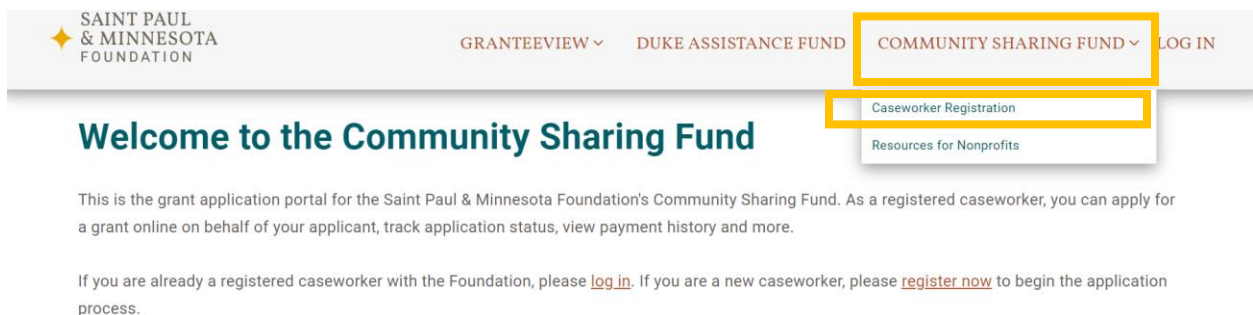 SAINT PAUL
& MINNESOTA
FOUNDATION
GRANTEEVIEW DUKE ASSISTANCE FUND COMMUNITY SHARING FUND LOG IN
Caseworker Registration
Resources for Nonprofits
Welcome to the Community Sharing Fund
This is the grant application portal for the Saint Paul & Minnesota Foundation's Community Sharing Fund. As a registered caseworker, you can apply for
a grant online on behalf of your applicant, track application status, view payment history and more.
If you are already a registered caseworker with the Foundation, please log in. If you are a new caseworker, please register now to begin the application
process.